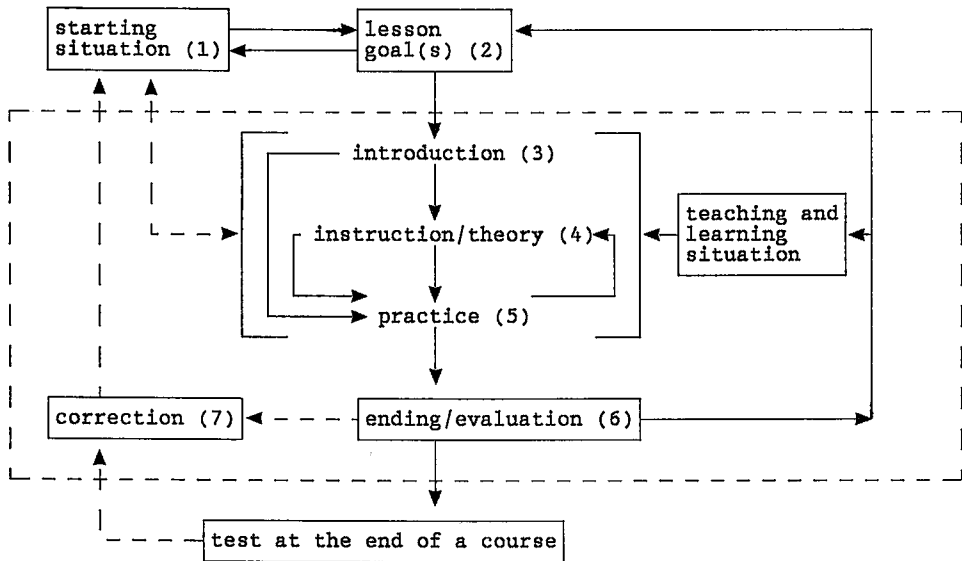 starting
situation (1)
lesson
goal(s) (2)
introduction (3)
instruction/theory (4)
teaching and
learning
situation
practice (5)
correction (7)
ending/evaluation (6)
test at the end of a course